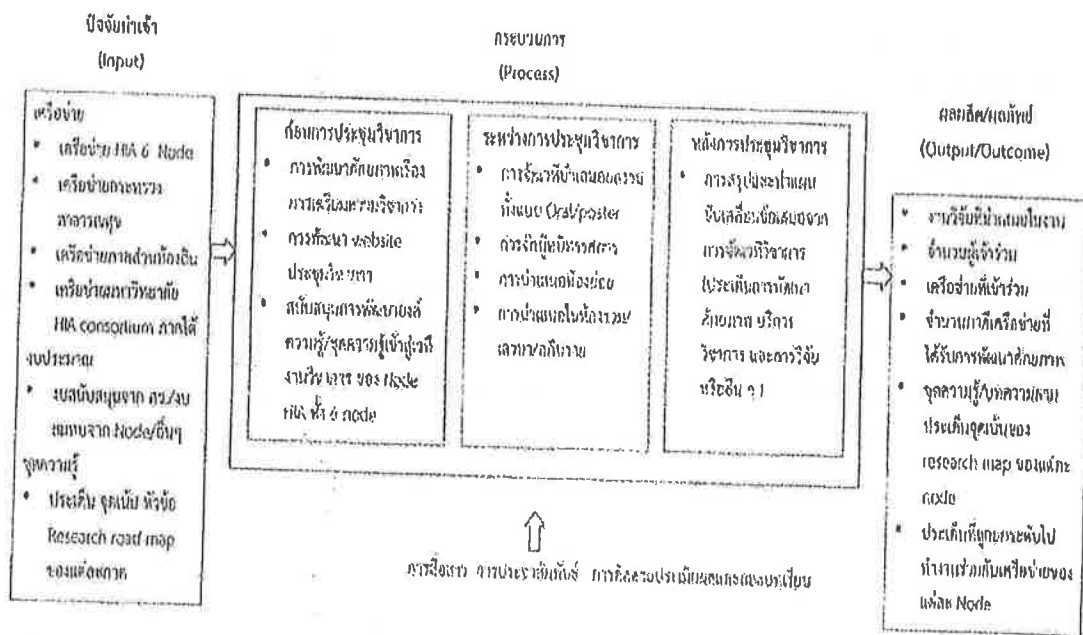 ปัจจัยนำเข้า
(Input)
เครือข่าย
• เครือข่าย HIA 6 Node
• เครือข่ายกระทรวง
สาธารณสุข
• เครือข่ายภาคส่วนท้องถิ่น
• เครือข่ายมหาวิทยาลัย
HIA consortium ภาคใต้
งบประมาณ
• งบสนับสนุนจาก สช./งบ
สมทบจาก Node/อื่นๆ
ชุดความรู้
• ประเด็น จุดเน้น หัวข้อ
Research road map
ของแต่ละภาค
กระบวนการ
(Process)
ก่อนการประชุมวิชาการ
• การพัฒนาศักยภาพเรื่อง
การเตรียมความวิชาการ
• การพัฒนา website
ประชุมวิชาการ
• สนับสนุนการพัฒนาองค์
ความรู้/ชุดความรู้เข้าสู่เวที
งานวิชาการ ของ Node
HIA ทั้ง 6 node
ระหว่างการประชุมวิชาการ
• การจัดเวทีนำเสนอผลงาน
ทั้งแบบ Oral/poster
• การจัดผู้นิทรรศการ
• การนำเสนอห้องย่อย
• การนำเสนอในห้องรวม/
เสวนา/อภิปราย
หลังการประชุมวิชาการ
• การสรุปและนำแผน
ขับเคลื่อนข้อเสนอจาก
การจัดเวทีวิชาการ
(ประเด็นการพัฒนา
ศักยภาพ บริการ
วิชาการ และการวิจัย
หรืออื่น ๆ)
การสื่อสาร การประชาสัมพันธ์ การติดตามประเมินผลและถอดบทเรียน
ผลผลิต/ผลลัพธ์
(Output/Outcome)
• งานวิจัยที่นำเสนอในงาน
• จำนวนผู้เข้าร่วม
• เครือข่ายที่เข้าร่วม
• จำนวนภาคีเครือข่ายที่
ได้รับการพัฒนาศักยภาพ
• ชุดความรู้/บทความตาม
ประเด็นจุดเน้นของ
research map ของแต่ละ
node
• ประเด็นที่ถูกยกระดับไป
ทำงานร่วมกับเครือข่ายของ
แต่ละ Node